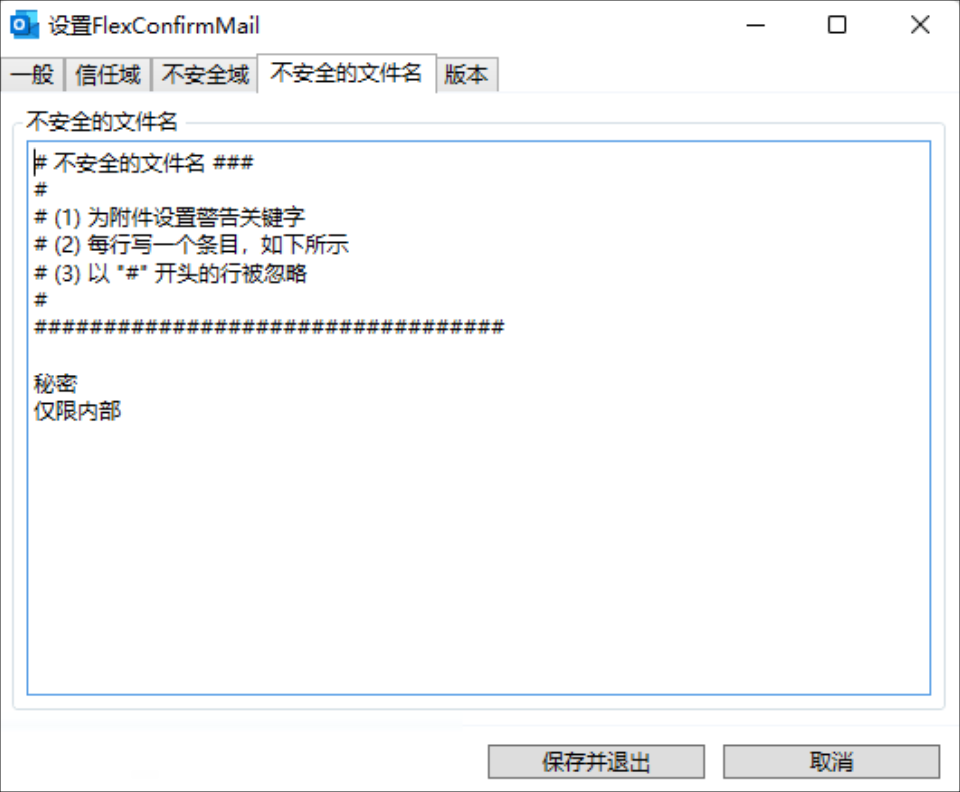 设置FlexConfirmMail
一般 信任域 不安全域 不安全的文件名 版本
不安全的文件名
# 不安全的文件名 ###
#
# (1) 为附件设置警告关键字
# (2) 每行写一个条目，如下所示
# (3) 以 "#" 开头的行被忽略
#
##################################
秘密
仅限内部
保存并退出 取消